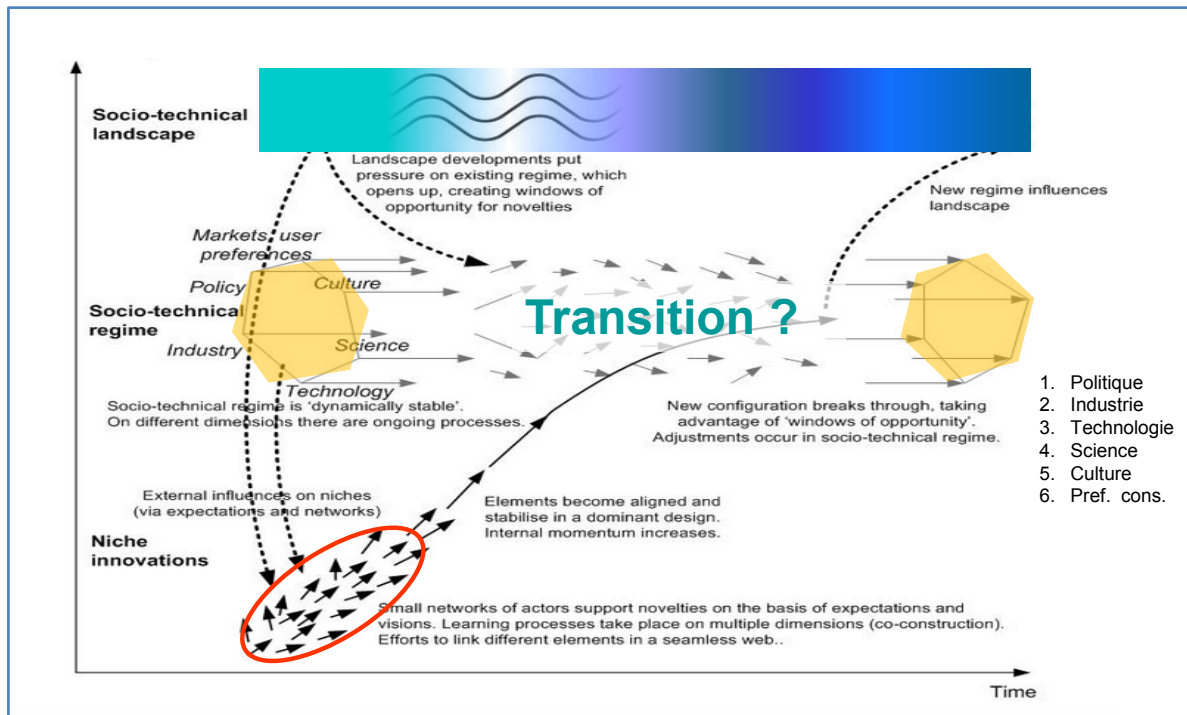 Socio-technical
landscape
Landscape developments put
pressure on existing regime, which
opens up, creating windows of
opportunity for novelties
New regime influences
landscape
Markets, user
preferences
Policy
Culture
Socio-technical
regime
Industry
Science
Technology
Transition ?
Socio-technical regime is ‘dynamically stable’.
On different dimensions there are ongoing processes.
New configuration breaks through, taking
advantage of ‘windows of opportunity’.
Adjustments occur in socio-technical regime.
1. Politique
2. Industrie
3. Technologie
4. Science
5. Culture
6. Pref. cons.
External influences on niches
(via expectations and networks)
Elements become aligned and
stabilise in a dominant design.
Internal momentum increases.
Niche
innovations
Small networks of actors support novelties on the basis of expectations and
visions. Learning processes take place on multiple dimensions (co-construction).
Efforts to link different elements in a seamless web..
Time